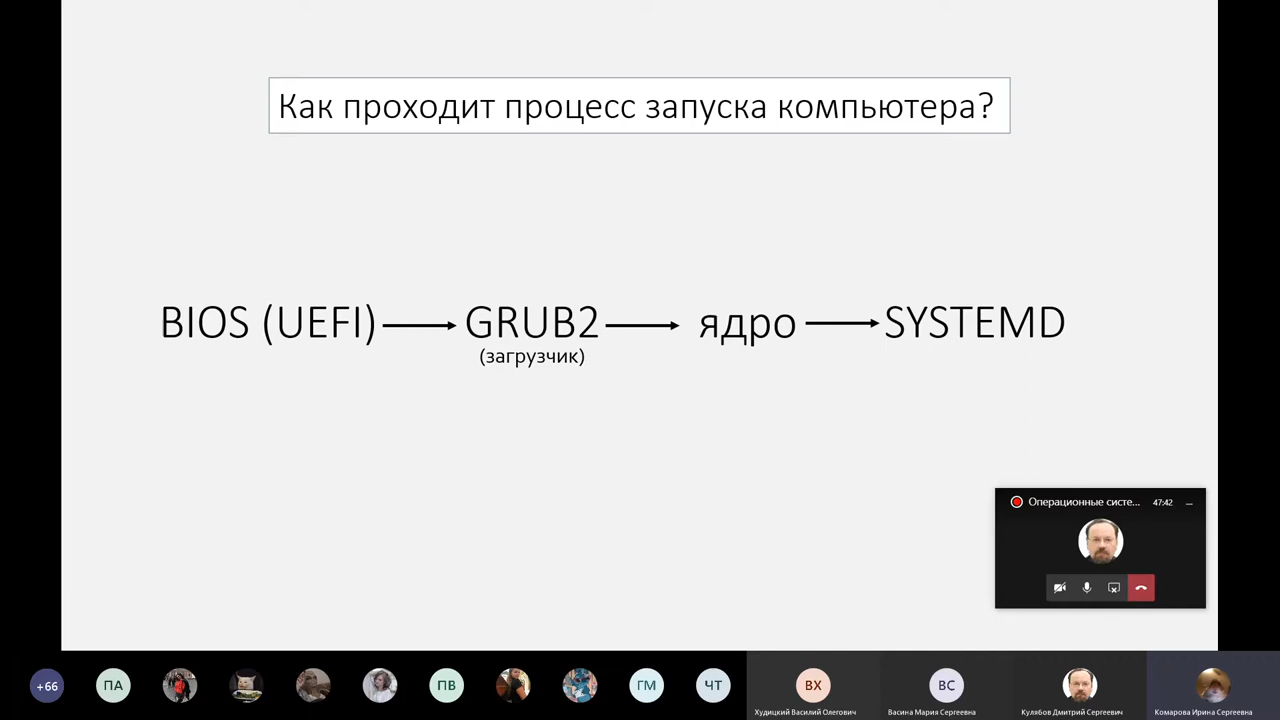 Как проходит процесс запуска компьютера?
BIOS (UEFI) GRUB2 ядро SYSTEMD
(загрузчик)
Операционные систе... 47:42
+66 ПА ПВ ГМ ЧТ ВХ ВС
Худицкий Василий Олегович Васина Мария Сергеевна Кулябов Дмитрий Сергеевич Комарова Ирина Сергеевна